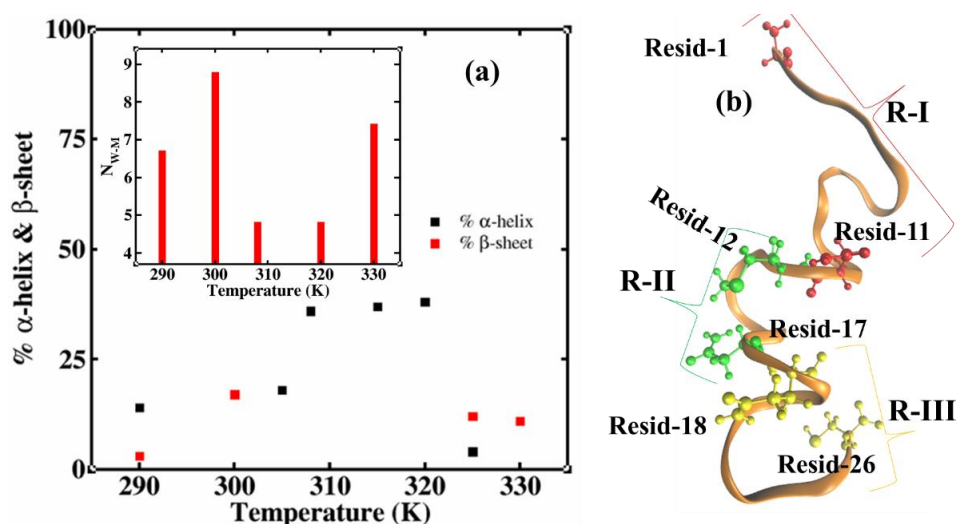 (a)
% α-helix & β-sheet
100
75
50
25
0
290 300 310 320 330
Temperature (K)
% α-helix
% β-sheet
N_W-M
9
8
7
6
5
4
290 300 310 320 330
Temperature (K)
(b)
Resid-1
R-I
Resid-12
Resid-11
R-II
Resid-17
Resid-18
R-III
Resid-26